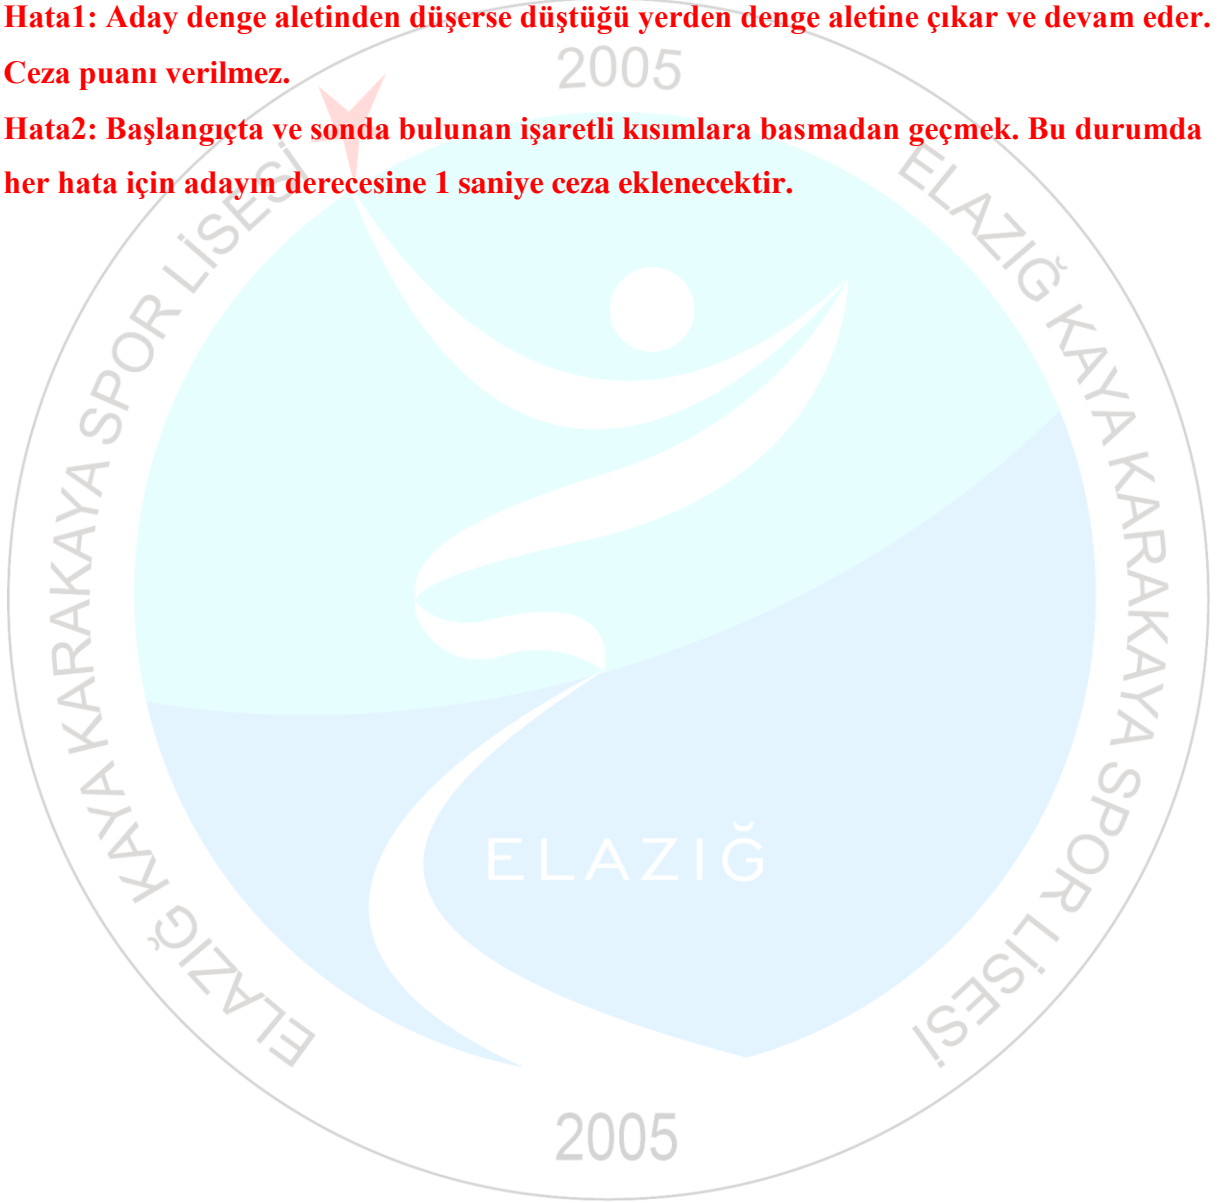 Hata1: Aday denge aletinden düşerse düştüğü yerden denge aletine çıkar ve devam eder.
Ceza puanı verilmez.
Hata2: Başlangıçta ve sonda bulunan işaretli kısımlara basmadan geçmek. Bu durumda
her hata için adayın derecesine 1 saniye ceza eklenecektir.
2005
ELAZIĞ KAYA KARAKAYA SPOR LİSESİ
ELAZIĞ KAYA KARAKAYA SPOR LİSESİ
ELAZIĞ
2005